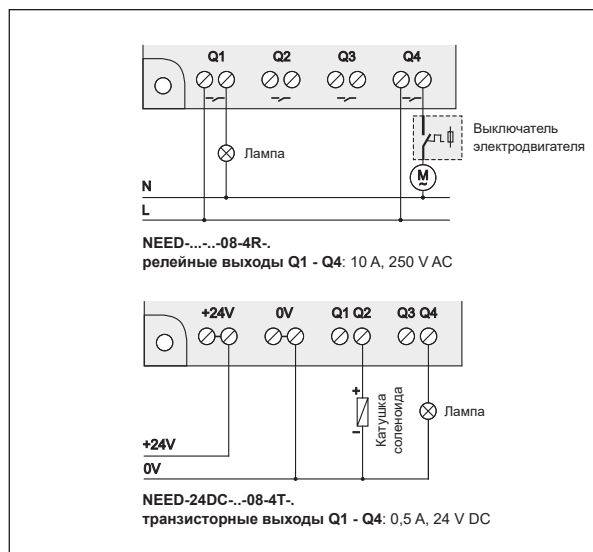 Q1 Q2 Q3 Q4
Выключатель
электродвигателя
Лампа
M
~
N
L
NEED-...-..-08-4R-.
релейные выходы Q1 - Q4: 10 A, 250 V AC
+24V 0V Q1 Q2 Q3 Q4
+
Катушка
соленоида
–
Лампа
+24V
0V
NEED-24DC-..-08-4T-.
транзисторные выходы Q1 - Q4: 0,5 A, 24 V DC